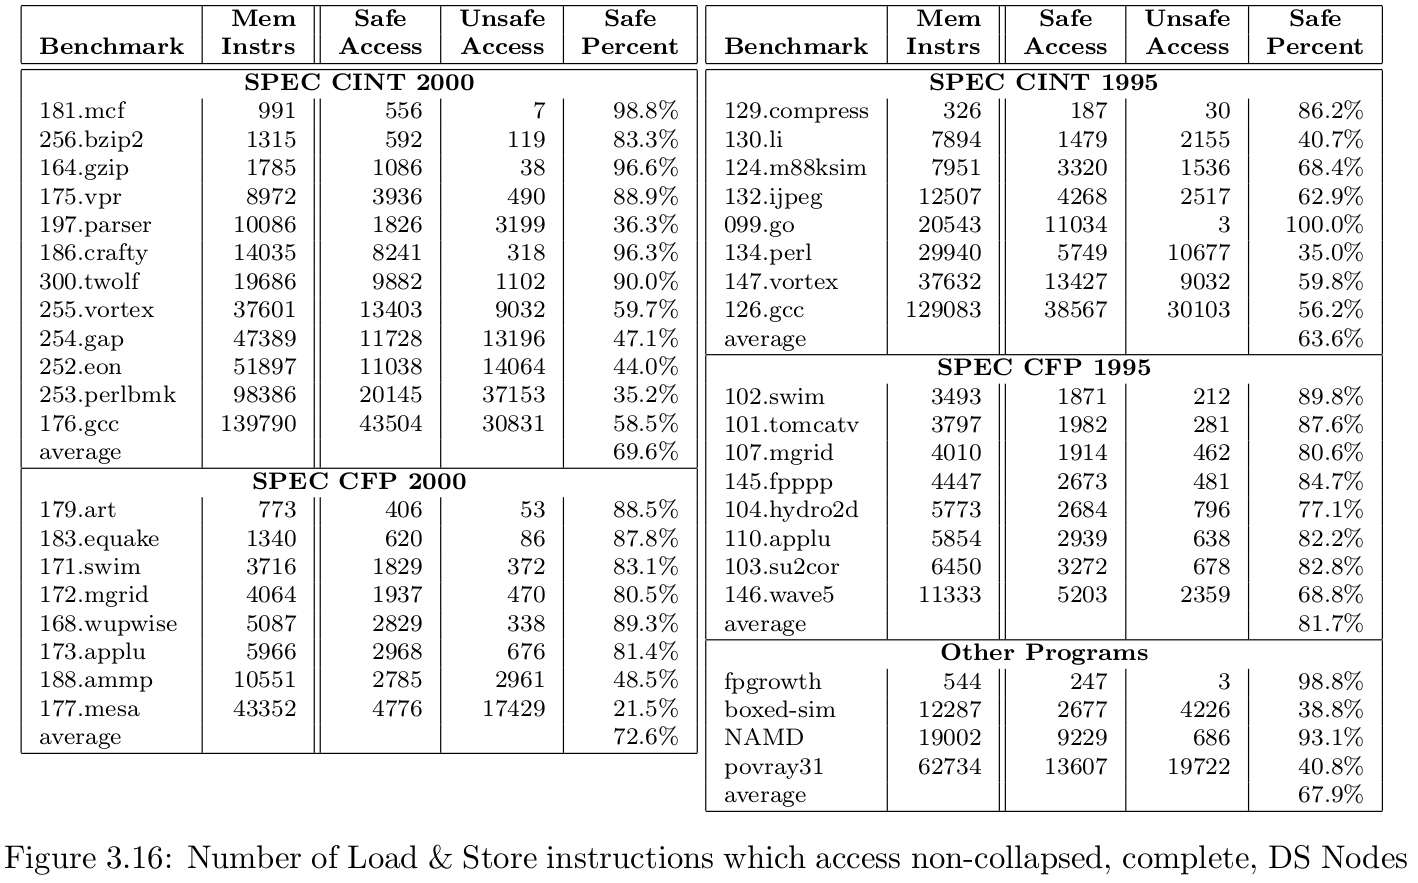 Benchmark Mem Instrs Safe Access Unsafe Access Safe Percent
SPEC CINT 2000
181.mcf 991 556 7 98.8%
256.bzip2 1315 592 119 83.3%
164.gzip 1785 1086 38 96.6%
175.vpr 8972 3936 490 88.9%
197.parser 10086 1826 3199 36.3%
186.crafty 14035 8241 318 96.3%
300.twolf 19686 9882 1102 90.0%
255.vortex 37601 13403 9032 59.7%
254.gap 47389 11728 13196 47.1%
252.eon 51897 11038 14064 44.0%
253.perlbmk 98386 20145 37153 35.2%
176.gcc 139790 43504 30831 58.5%
average 69.6%
SPEC CFP 2000
179.art 773 406 53 88.5%
183.equake 1340 620 86 87.8%
171.swim 3716 1829 372 83.1%
172.mgrid 4064 1937 470 80.5%
168.wupwise 5087 2829 338 89.3%
173.applu 5966 2968 676 81.4%
188.ammp 10551 2785 2961 48.5%
177.mesa 43352 4776 17429 21.5%
average 72.6%
Benchmark Mem Instrs Safe Access Unsafe Access Safe Percent
SPEC CINT 1995
129.compress 326 187 30 86.2%
130.li 7894 1479 2155 40.7%
124.m88ksim 7951 3320 1536 68.4%
132.ijpeg 12507 4268 2517 62.9%
099.go 20543 11034 3 100.0%
134.perl 29940 5749 10677 35.0%
147.vortex 37632 13427 9032 59.8%
126.gcc 129083 38567 30103 56.2%
average 63.6%
SPEC CFP 1995
102.swim 3493 1871 212 89.8%
101.tomcatv 3797 1982 281 87.6%
107.mgrid 4010 1914 462 80.6%
145.fpppp 4447 2673 481 84.7%
104.hydro2d 5773 2684 796 77.1%
110.applu 5854 2939 638 82.2%
103.su2cor 6450 3272 678 82.8%
146.wave5 11333 5203 2359 68.8%
average 81.7%
Other Programs
fpgrowth 544 247 3 98.8%
boxed-sim 12287 2677 4226 38.8%
NAMD 19002 9229 686 93.1%
povray31 62734 13607 19722 40.8%
average 67.9%
Figure 3.16: Number of Load & Store instructions which access non-collapsed, complete, DS Nodes